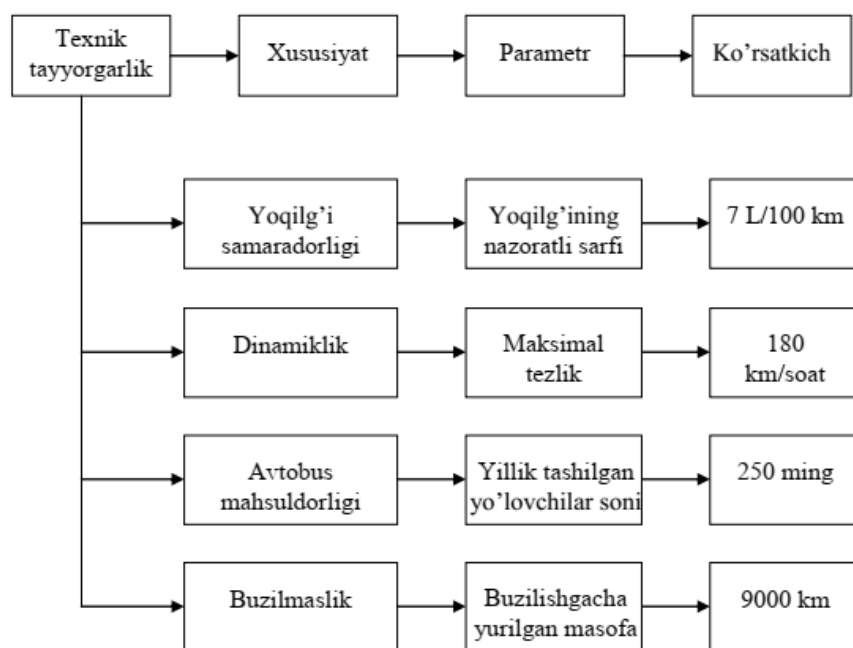 Texnik
tayyorgarlik
Xususiyat
Parametr
Ko’rsatkich
Yoqilg’i
samaradorligi
Yoqilg’ining
nazoratli sarfi
7 L/100 km
Dinamiklik
Maksimal
tezlik
180
km/soat
Avtobus
mahsuldorligi
Yillik tashilgan
yo’lovchilar soni
250 ming
Buzilmaslik
Buzilishgacha
yurilgan masofa
9000 km